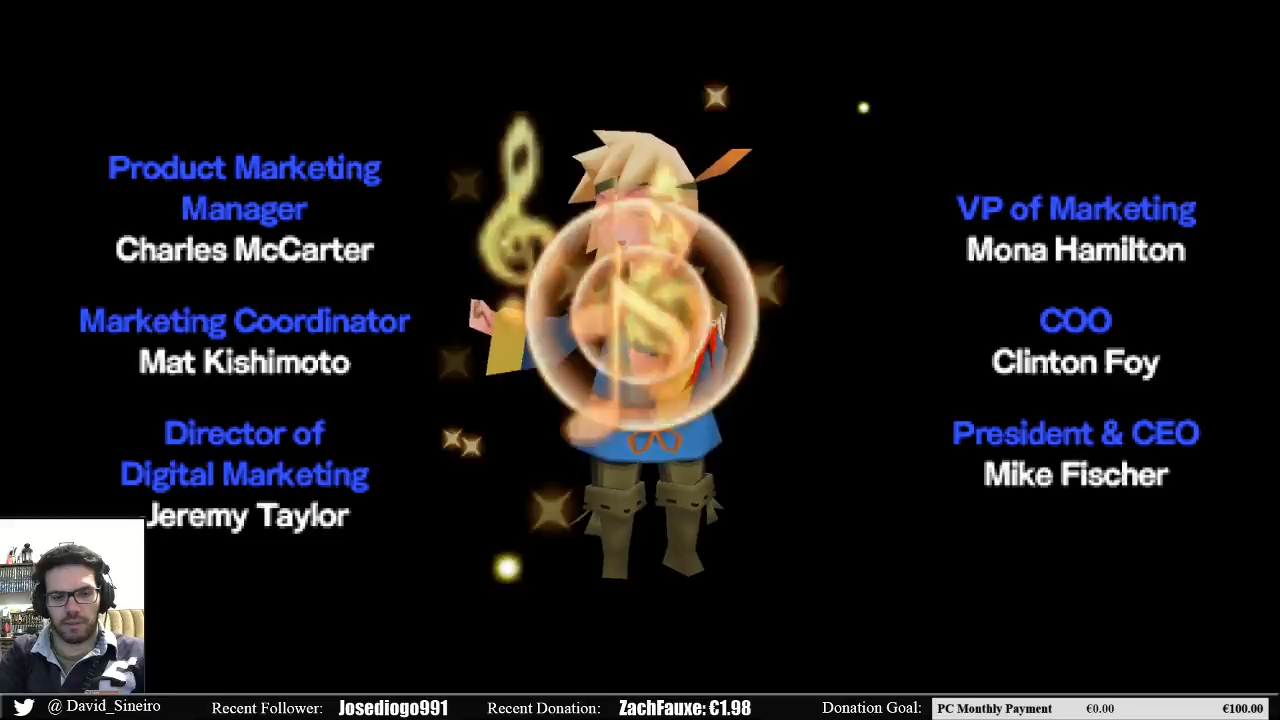 Product Marketing
Manager
Charles McCarter
Marketing Coordinator
Mat Kishimoto
Director of
Digital Marketing
Jeremy Taylor
VP of Marketing
Mona Hamilton
COO
Clinton Foy
President & CEO
Mike Fischer
@ David_Sineiro
Recent Follower: Josediogo991
Recent Donation: ZachFauxe: €1.98
Donation Goal: PC Monthly Payment €0.00 €100.00